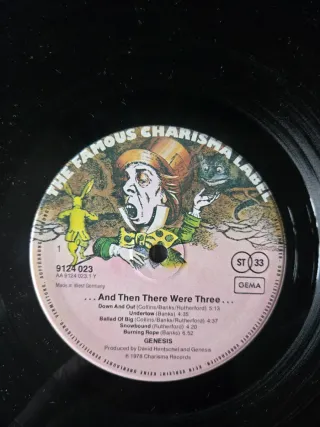 THE FAMOUS CHARISMA LABEL
1
9124 023
AA 9124 023.1 Y
Made in West Germany
ST 33
GEMA
. . . And Then There Were Three . . .
Down And Out (Collins/Banks/Rutherford) 5:15
Undertow (Banks) 4:35
Ballad Of Big (Collins/Banks/Rutherford) 4:37
Snowbound (Rutherford) 4:20
Burning Rope (Banks) 6:52
GENESIS
Produced by David Hentschel and Genesis
© 1978 Charisma Records